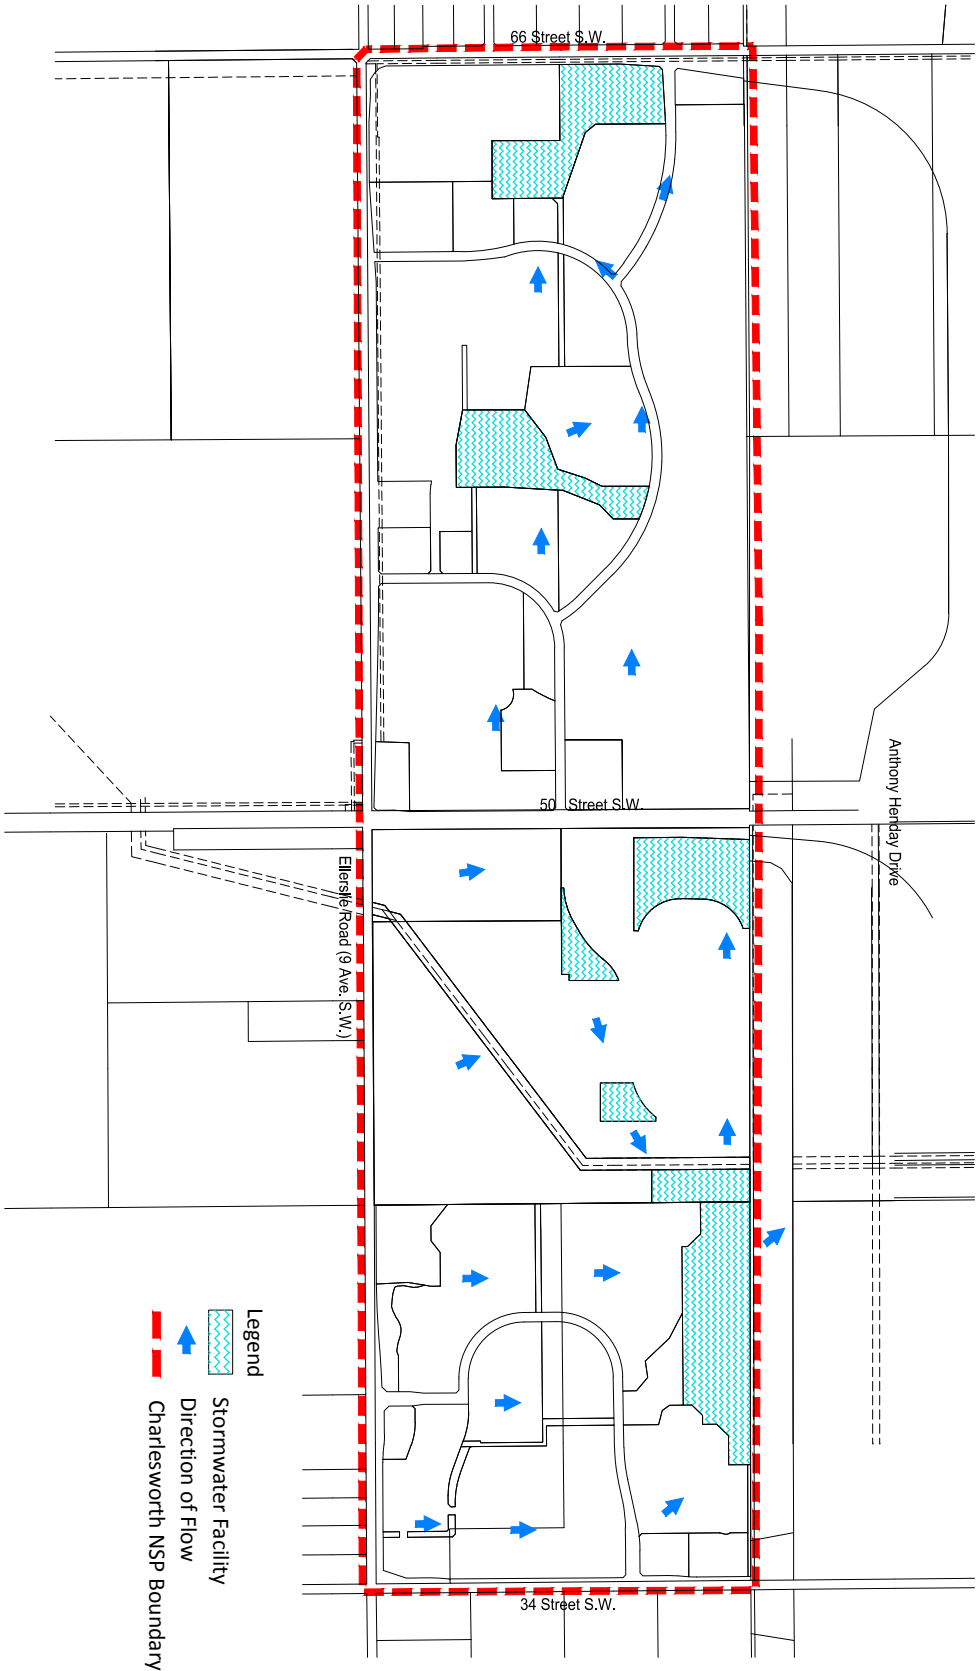 66 Street S.W.
Anthony Henday Drive
50 Street S.W.
Ellerslie Road (9 Ave. S.W.)
34 Street S.W.
Legend
Stormwater Facility
Direction of Flow
Charlesworth NSP Boundary